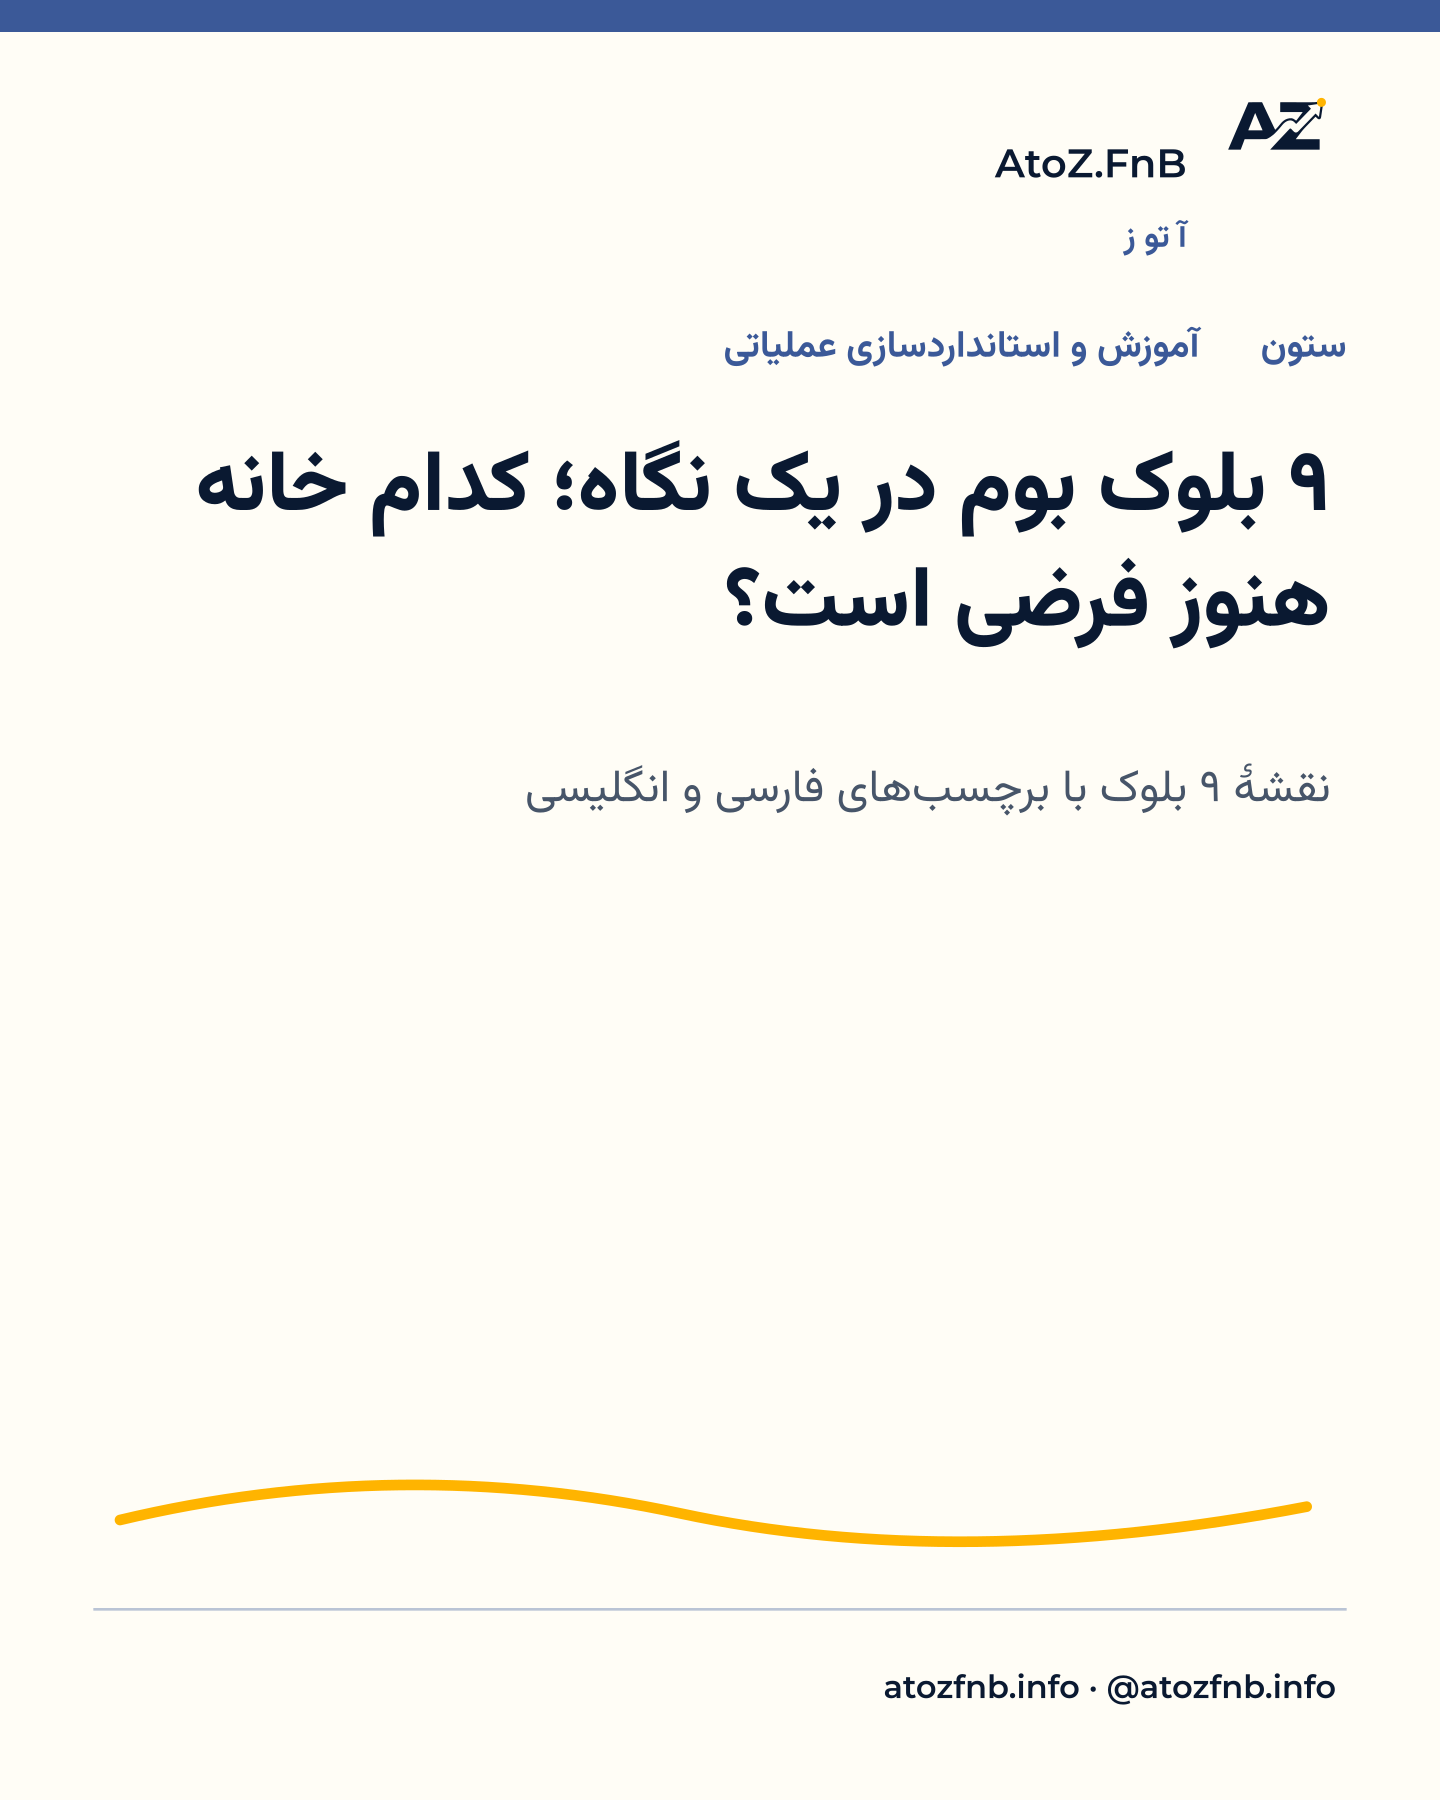 AZ
AtoZ.FnB
آ تو ز
ستون آموزش و استانداردسازی عملیاتی
۹ بلوک بوم در یک نگاه؛ کدام خانه
هنوز فرضی است؟
نقشهٔ ۹ بلوک با برچسب‌های فارسی و انگلیسی
atozfnb.info · @atozfnb.info